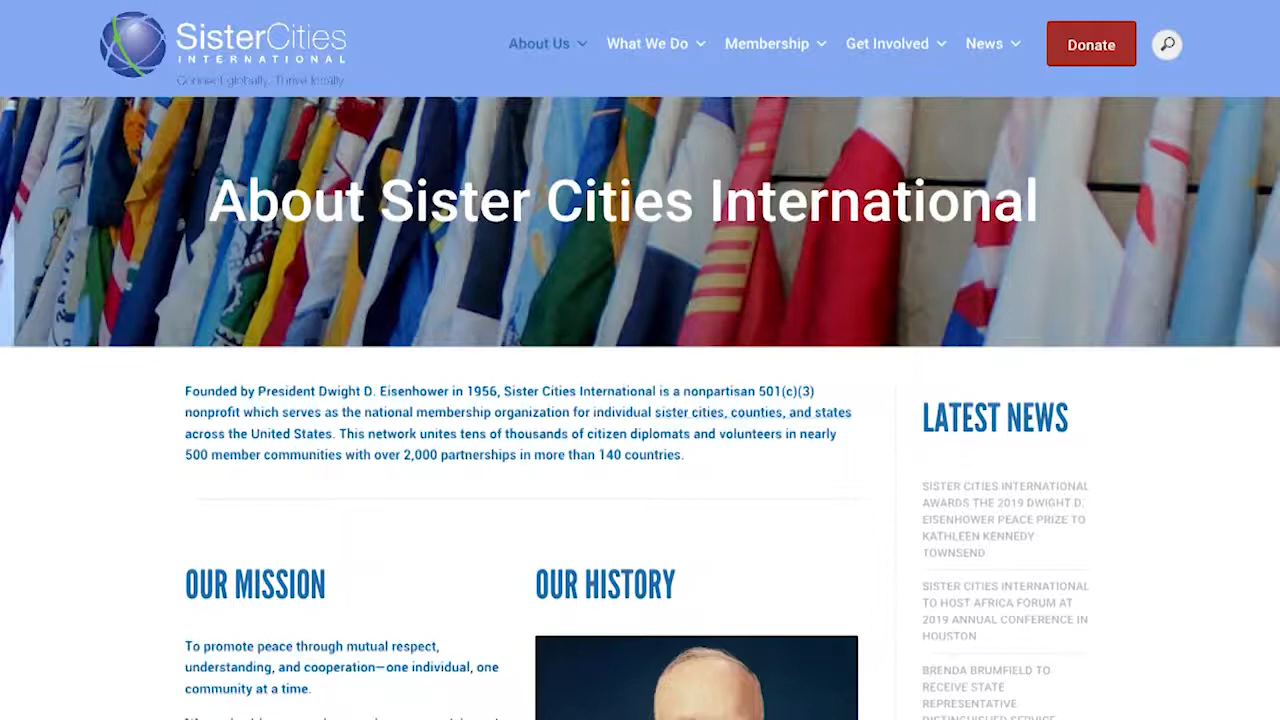 SisterCities
INTERNATIONAL
Connect globally. Thrive locally.
About Us
What We Do
Membership
Get Involved
News
Donate
About Sister Cities International
Founded by President Dwight D. Eisenhower in 1956, Sister Cities International is a nonpartisan 501(c)(3)
nonprofit which serves as the national membership organization for individual sister cities, counties, and states
across the United States. This network unites tens of thousands of citizen diplomats and volunteers in nearly
500 member communities with over 2,000 partnerships in more than 140 countries.
OUR MISSION
To promote peace through mutual respect,
understanding, and cooperation—one individual, one
community at a time.
OUR HISTORY
LATEST NEWS
SISTER CITIES INTERNATIONAL
AWARDS THE 2019 DWIGHT D.
EISENHOWER PEACE PRIZE TO
KATHLEEN KENNEDY
TOWNSEND
SISTER CITIES INTERNATIONAL
TO HOST AFRICA FORUM AT
2019 ANNUAL CONFERENCE IN
HOUSTON
BRENDA BRUMFIELD TO
RECEIVE STATE
REPRESENTATIVE
DISTINGUISHED SERVICE